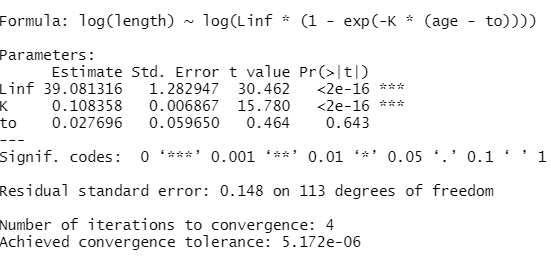 Formula: log(length) ~ log(Linf * (1 - exp(-K * (age - to))))
Parameters:
Estimate Std. Error t value Pr(>|t|)
Linf 39.081316 1.282947 30.462 <2e-16 ***
K 0.108358 0.006867 15.780 <2e-16 ***
to 0.027696 0.059650 0.464 0.643
---
Signif. codes: 0 ‘***’ 0.001 ‘**’ 0.01 ‘*’ 0.05 ‘.’ 0.1 ‘ ’ 1
Residual standard error: 0.148 on 113 degrees of freedom
Number of iterations to convergence: 4
Achieved convergence tolerance: 5.172e-06